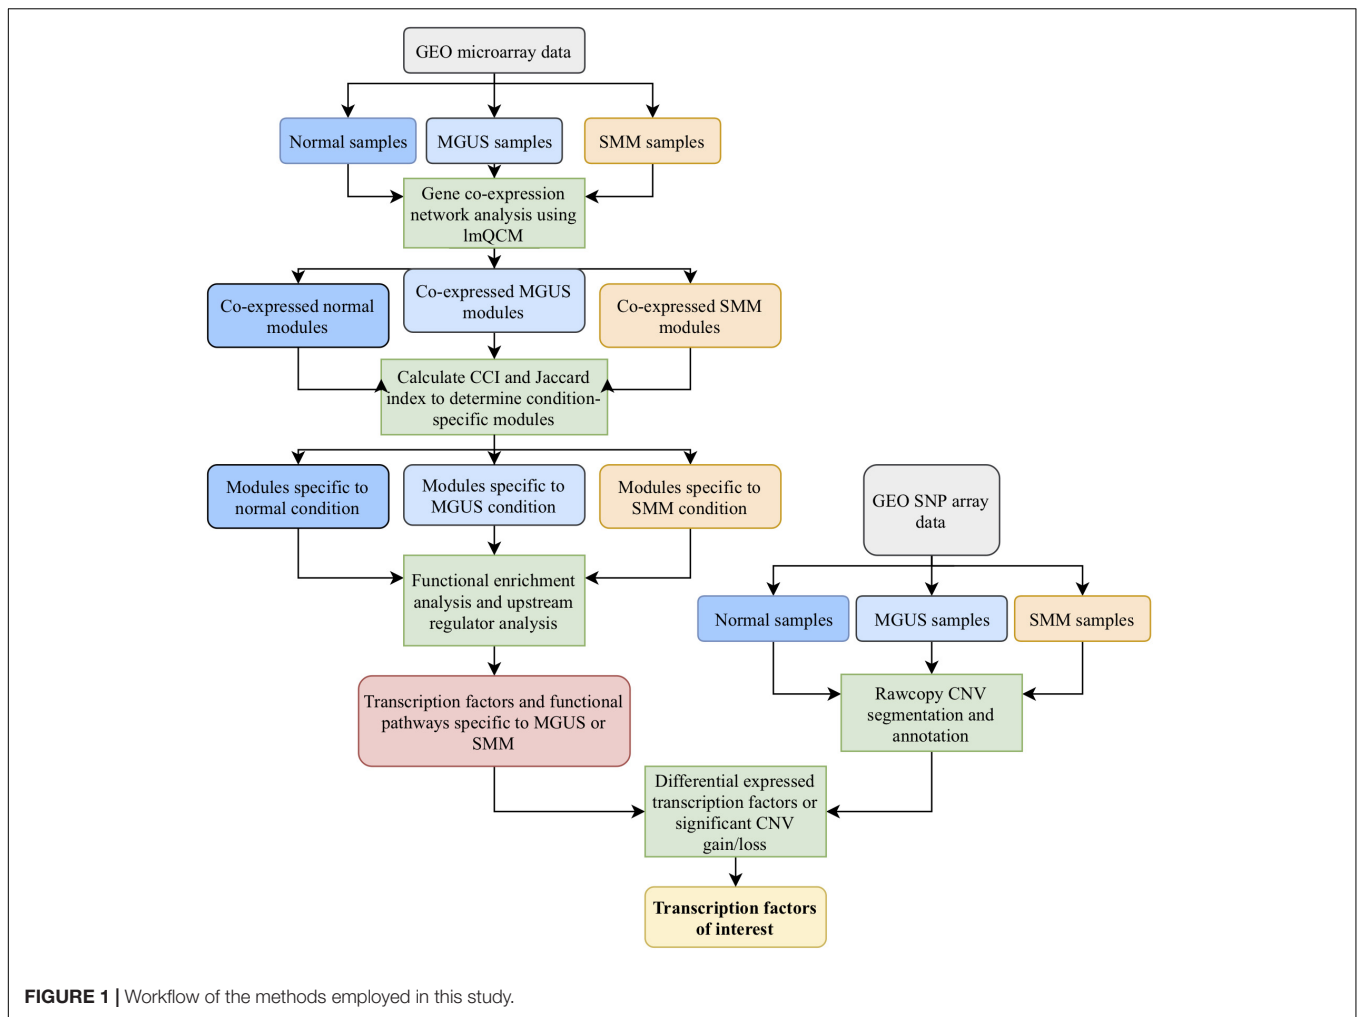 GEO microarray data
Normal samples
MGUS samples
SMM samples
Gene co-expression
network analysis using
lmQCM
Co-expressed normal
modules
Co-expressed MGUS
modules
Co-expressed SMM
modules
Calculate CCI and Jaccard
index to determine condition-
specific modules
Modules specific to
normal condition
Modules specific to
MGUS condition
Modules specific to
SMM condition
GEO SNP array
data
Functional enrichment
analysis and upstream
regulator analysis
Normal samples
MGUS samples
SMM samples
Transcription factors and functional
pathways specific to MGUS or
SMM
Rawcopy CNV
segmentation and
annotation
Differential expressed
transcription factors or
significant CNV
gain/loss
Transcription factors
of interest
FIGURE 1 | Workflow of the methods employed in this study.